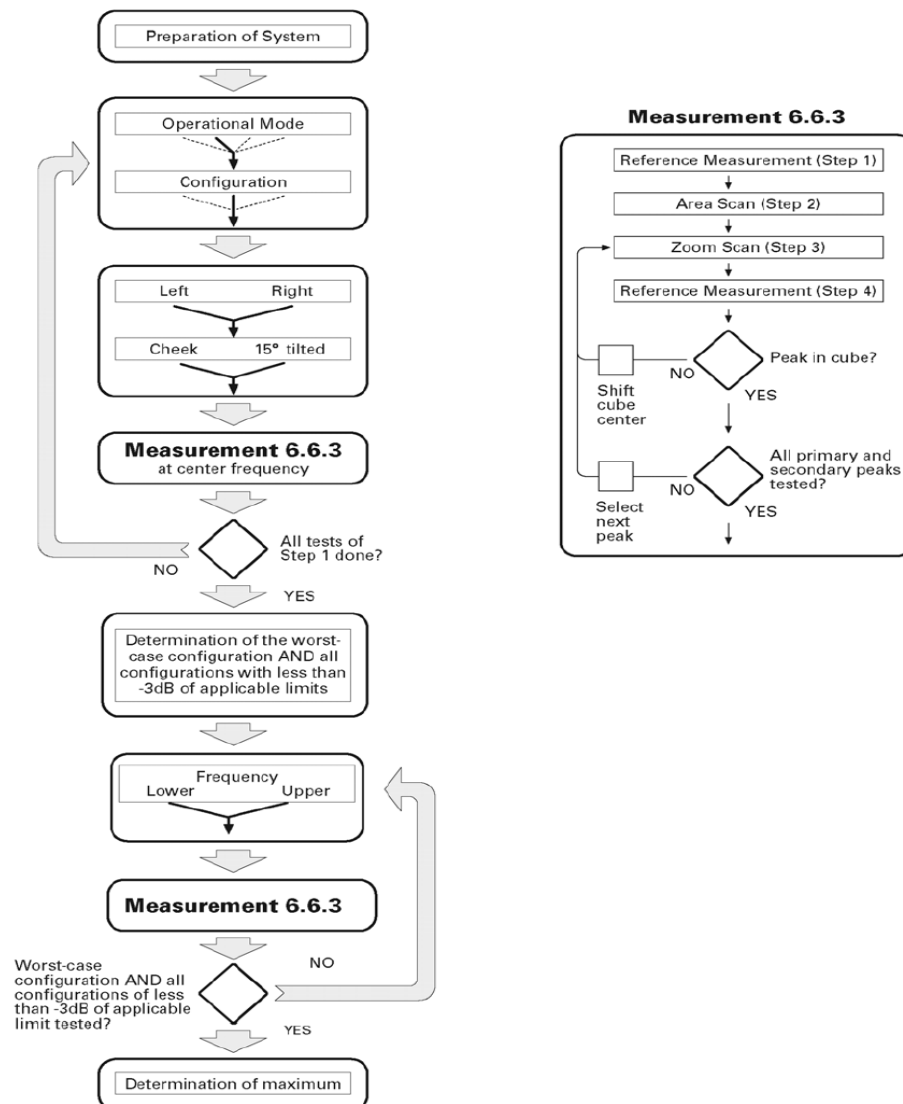 Preparation of System
Operational Mode
Configuration
Left Right
Cheek 15° tilted
Measurement 6.6.3
at center frequency
All tests of
Step 1 done?
NO
YES
Determination of the worst-
case configuration AND all
configurations with less than
-3dB of applicable limits
Frequency
Lower Upper
Measurement 6.6.3
Worst-case
configuration AND all
configurations of less
than -3dB of applicable
limit tested?
NO
YES
Determination of maximum
Measurement 6.6.3
Reference Measurement (Step 1)
Area Scan (Step 2)
Zoom Scan (Step 3)
Reference Measurement (Step 4)
Peak in cube?
NO
YES
Shift
cube
center
All primary and
secondary peaks
tested?
NO
YES
Select
next
peak